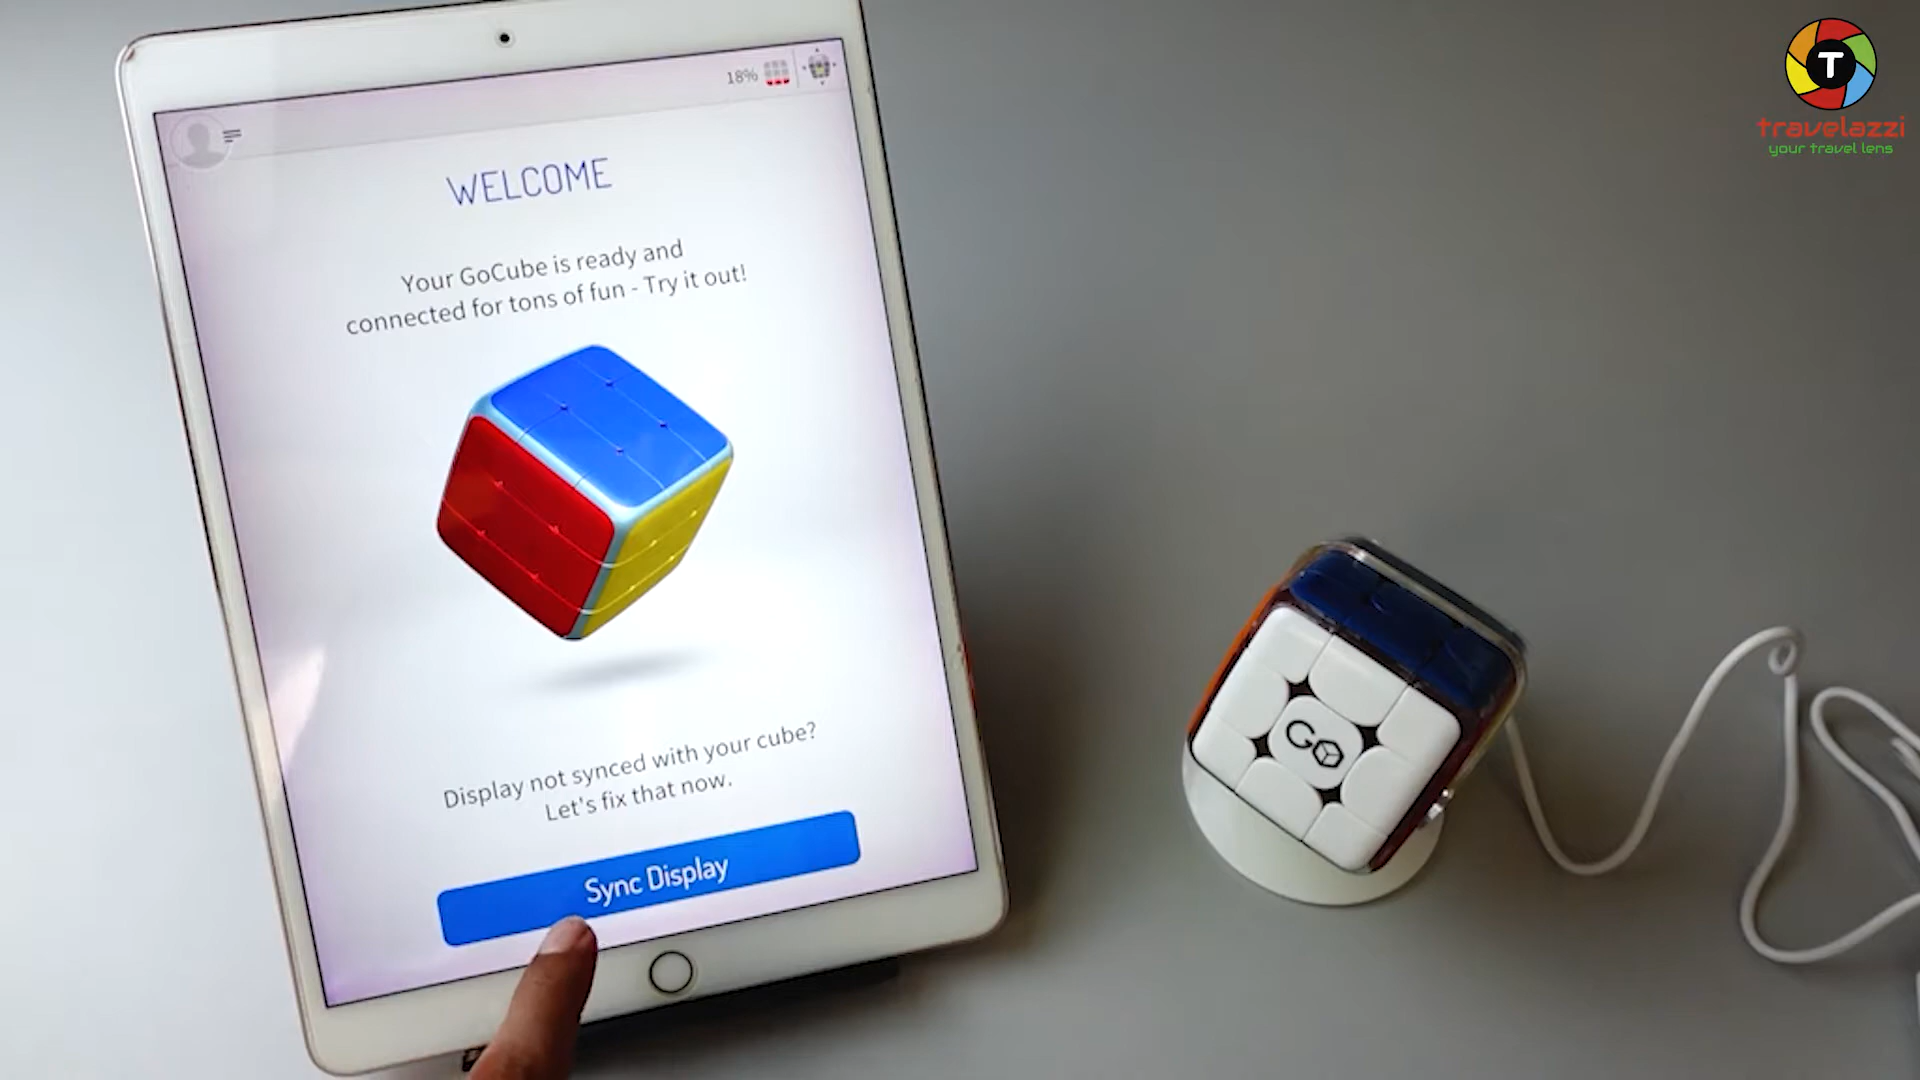 18%
WELCOME
Your GoCube is ready and
connected for tons of fun - Try it out!
Display not synced with your cube?
Let's fix that now.
Sync Display
GO
T
travelazzi
your travel lens